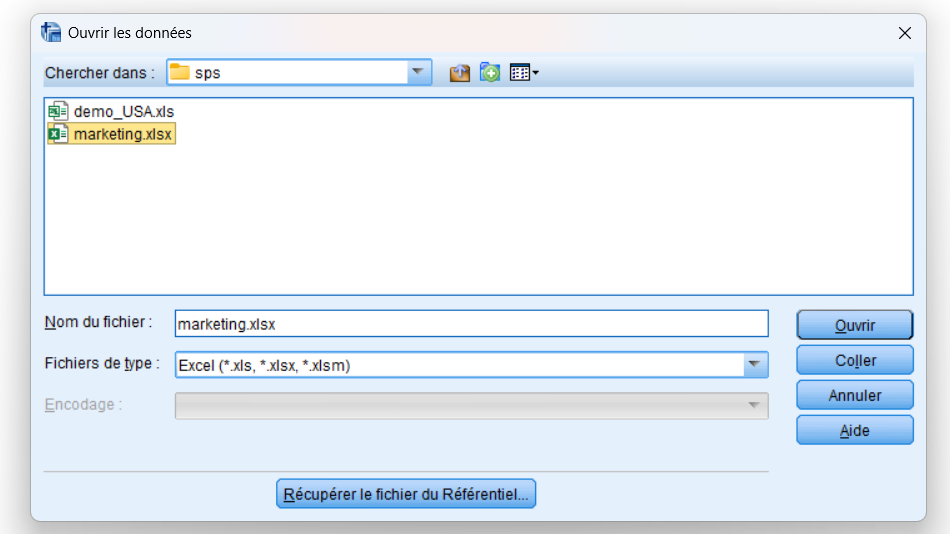 Ouvrir les données
Chercher dans : sps
demo_USA.xls
marketing.xlsx
Nom du fichier : marketing.xlsx Ouvrir
Fichiers de type : Excel (*.xls, *.xlsx, *.xlsm) Coller
Encodage : Annuler
Aide
Récupérer le fichier du Référentiel...